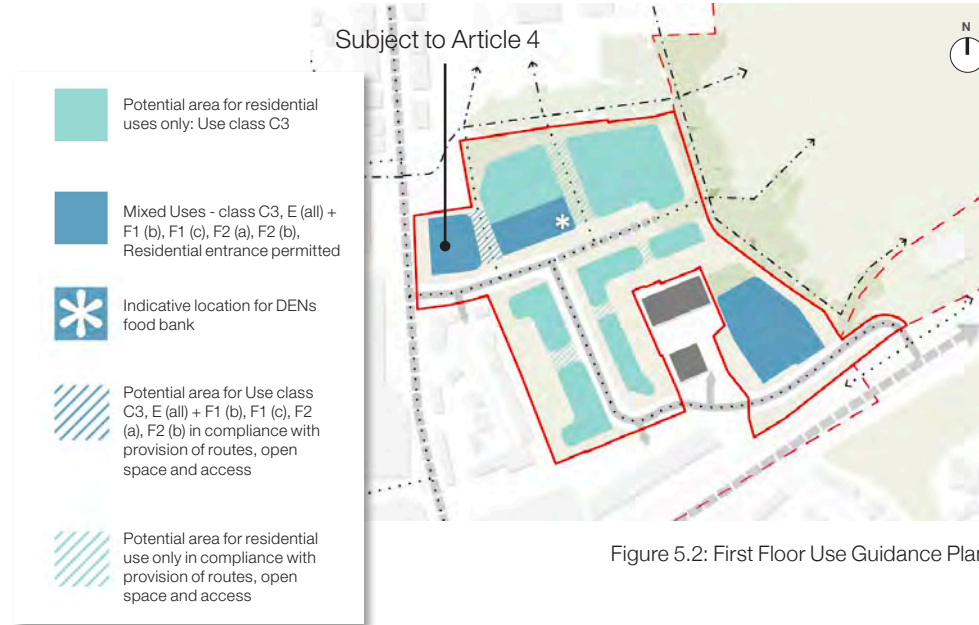 Subject to Article 4
N
Potential area for residential
uses only: Use class C3
Mixed Uses - class C3, E (all) +
F1 (b), F1 (c), F2 (a), F2 (b),
Residential entrance permitted
Indicative location for DENs
food bank
Potential area for Use class
C3, E (all) + F1 (b), F1 (c), F2
(a), F2 (b) in compliance with
provision of routes, open
space and access
Potential area for residential
use only in compliance with
provision of routes, open
space and access
Figure 5.2: First Floor Use Guidance Plan